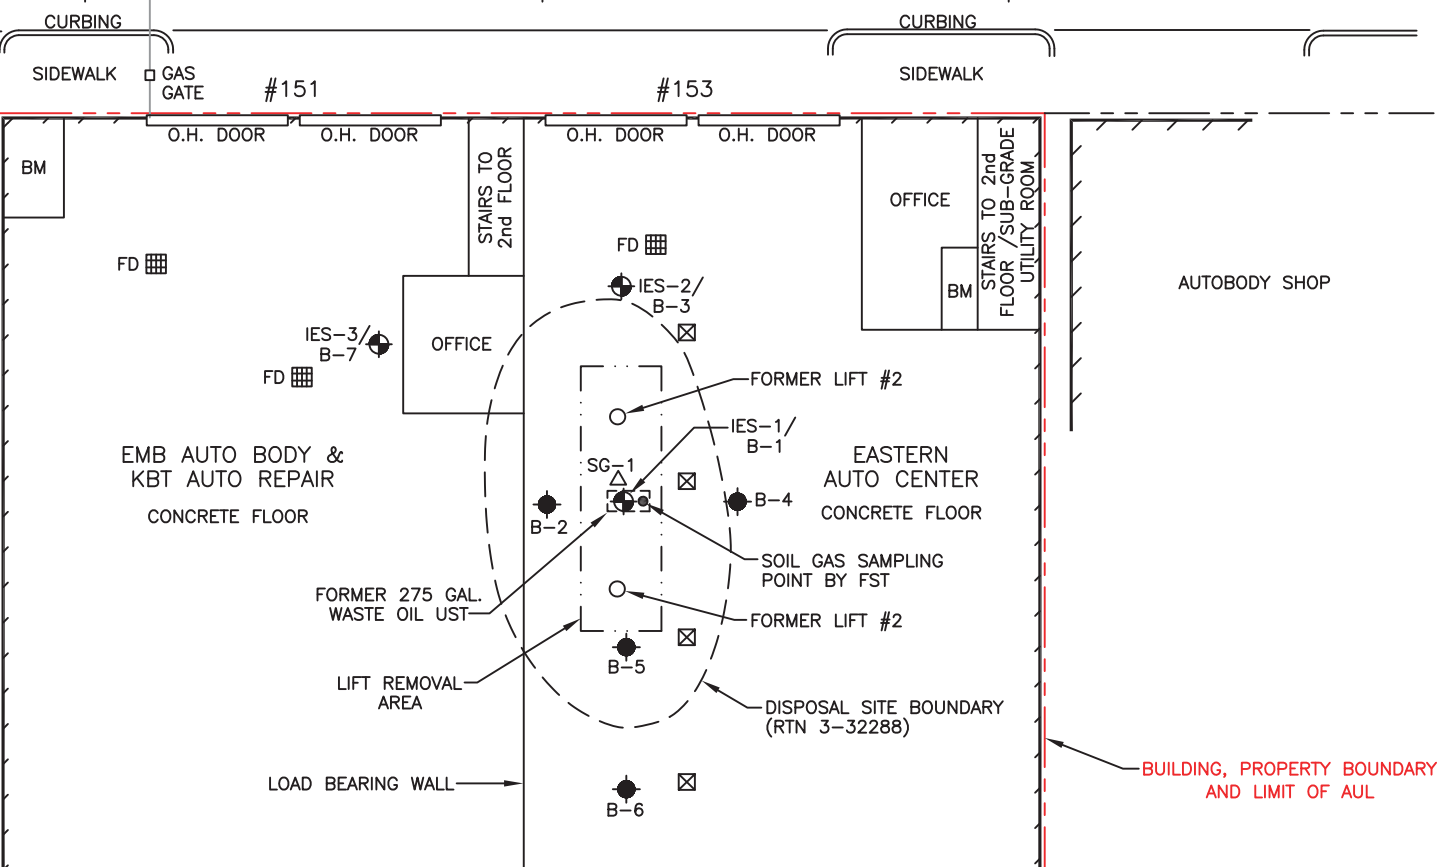 CURBING
CURBING
SIDEWALK
GAS
GATE
#151
#153
SIDEWALK
O.H. DOOR
O.H. DOOR
O.H. DOOR
O.H. DOOR
BM
STAIRS TO
2nd FLOOR
OFFICE
STAIRS TO 2nd
FLOOR /SUB-GRADE
UTILITY ROOM
BM
FD
FD
IES-2/
B-3
AUTOBODY SHOP
IES-3/
B-7
OFFICE
FD
FORMER LIFT #2
IES-1/
B-1
EMB AUTO BODY &
KBT AUTO REPAIR
CONCRETE FLOOR
SG-1
EASTERN
AUTO CENTER
CONCRETE FLOOR
B-2
B-4
SOIL GAS SAMPLING
POINT BY FST
FORMER 275 GAL.
WASTE OIL UST
FORMER LIFT #2
B-5
LIFT REMOVAL
AREA
DISPOSAL SITE BOUNDARY
(RTN 3-32288)
LOAD BEARING WALL
B-6
BUILDING, PROPERTY BOUNDARY
AND LIMIT OF AUL